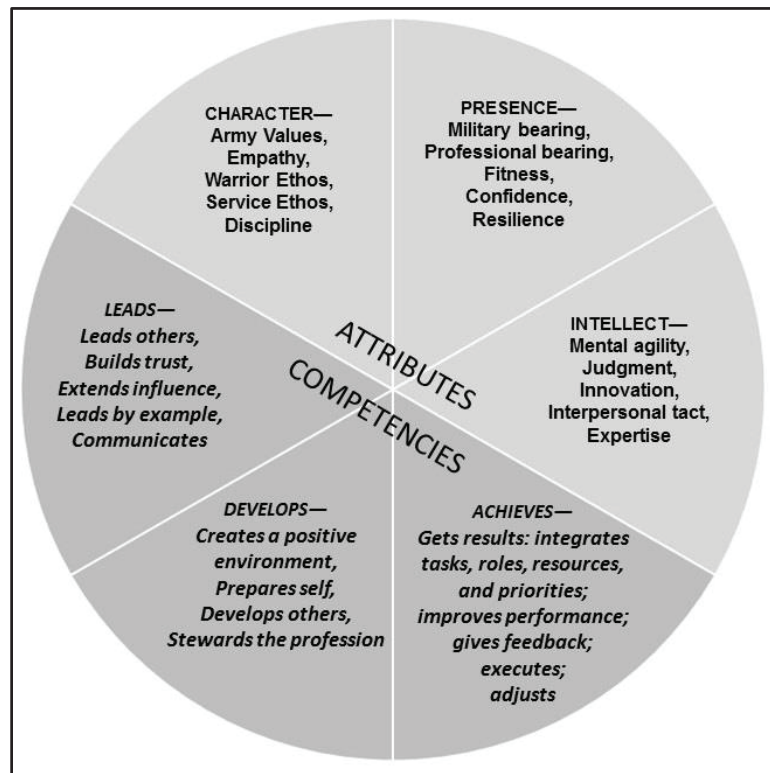 CHARACTER—
Army Values,
Empathy,
Warrior Ethos,
Service Ethos,
Discipline
PRESENCE—
Military bearing,
Professional bearing,
Fitness,
Confidence,
Resilience
INTELLECT—
Mental agility,
Judgment,
Innovation,
Interpersonal tact,
Expertise
ATTRIBUTES
COMPETENCIES
LEADS—
Leads others,
Builds trust,
Extends influence,
Leads by example,
Communicates
DEVELOPS—
Creates a positive
environment,
Prepares self,
Develops others,
Stewards the profession
ACHIEVES—
Gets results: integrates
tasks, roles, resources,
and priorities;
improves performance;
gives feedback;
executes;
adjusts